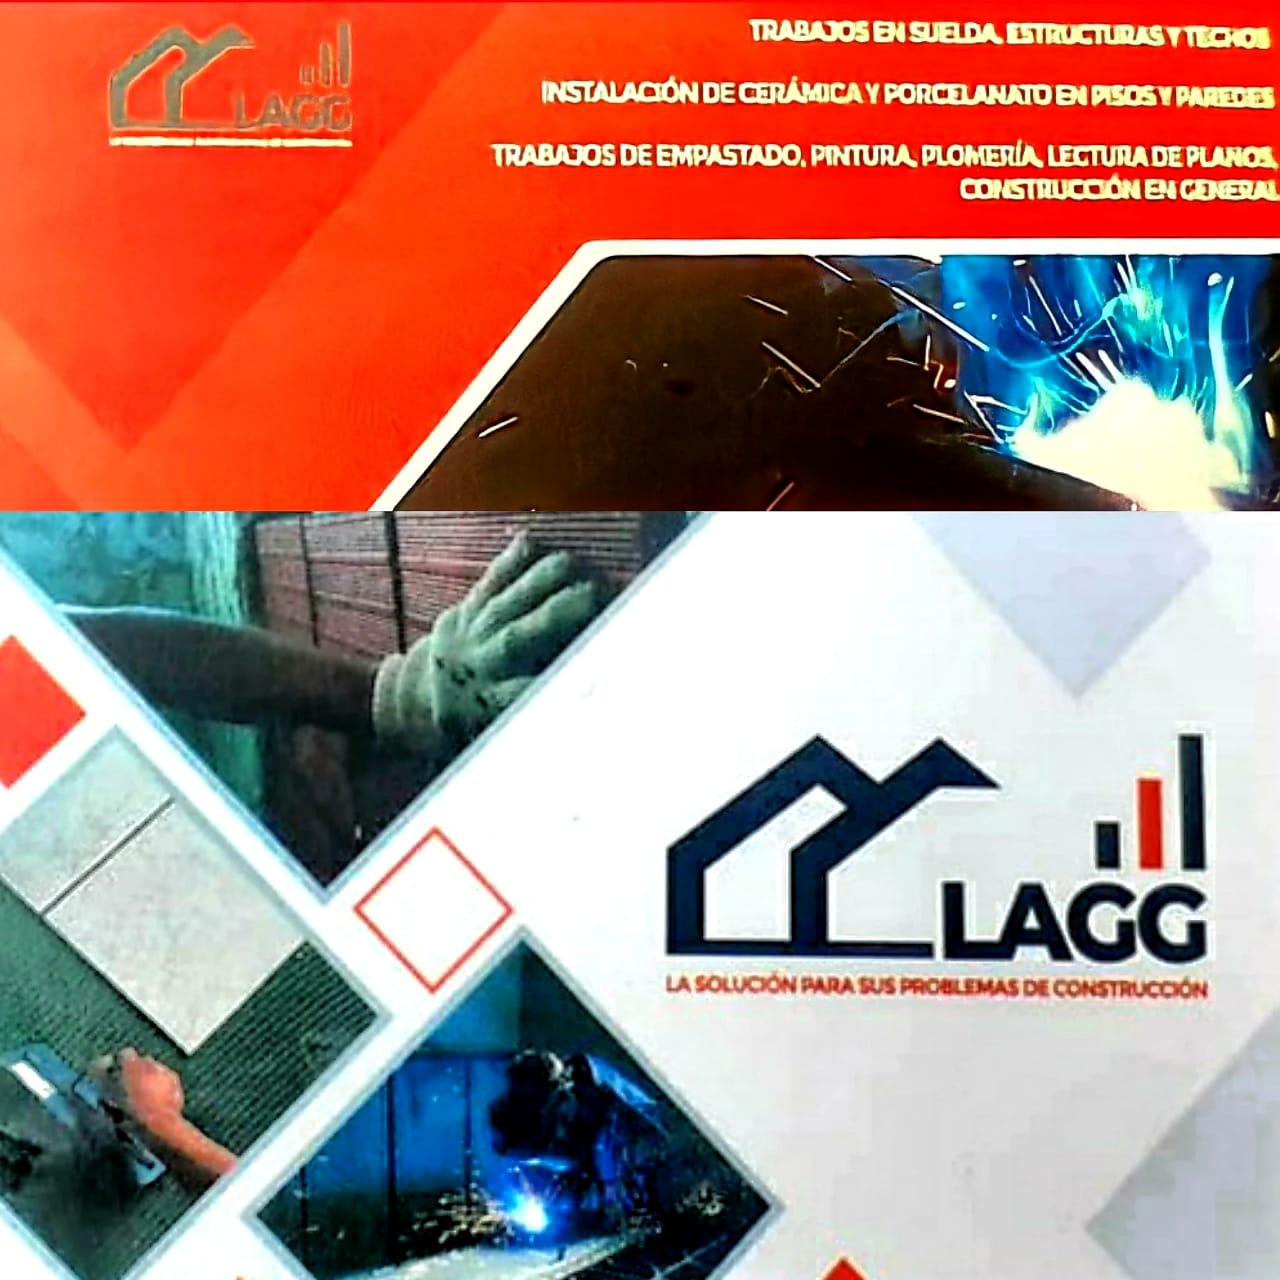 LAGG
TRABAJOS EN SUELDA, ESTRUCTURAS Y TECHOS
INSTALACIÓN DE CERÁMICA Y PORCELANATO EN PISOS Y PAREDES
TRABAJOS DE EMPASTADO, PINTURA, PLOMERÍA, LECTURA DE PLANOS,
CONSTRUCCIÓN EN GENERAL
LAGG
LA SOLUCIÓN PARA SUS PROBLEMAS DE CONSTRUCCIÓN